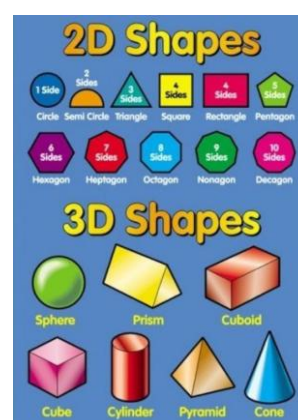 2D Shapes
1 Side
2 Sides
3 Sides
4 Sides
4 Sides
5 Sides
Circle Semi Circle Triangle Square Rectangle Pentagon
6 Sides
7 Sides
8 Sides
9 Sides
10 Sides
Hexagon Heptagon Octagon Nonagon Decagon
3D Shapes
Sphere Prism Cuboid
Cube Cylinder Pyramid Cone